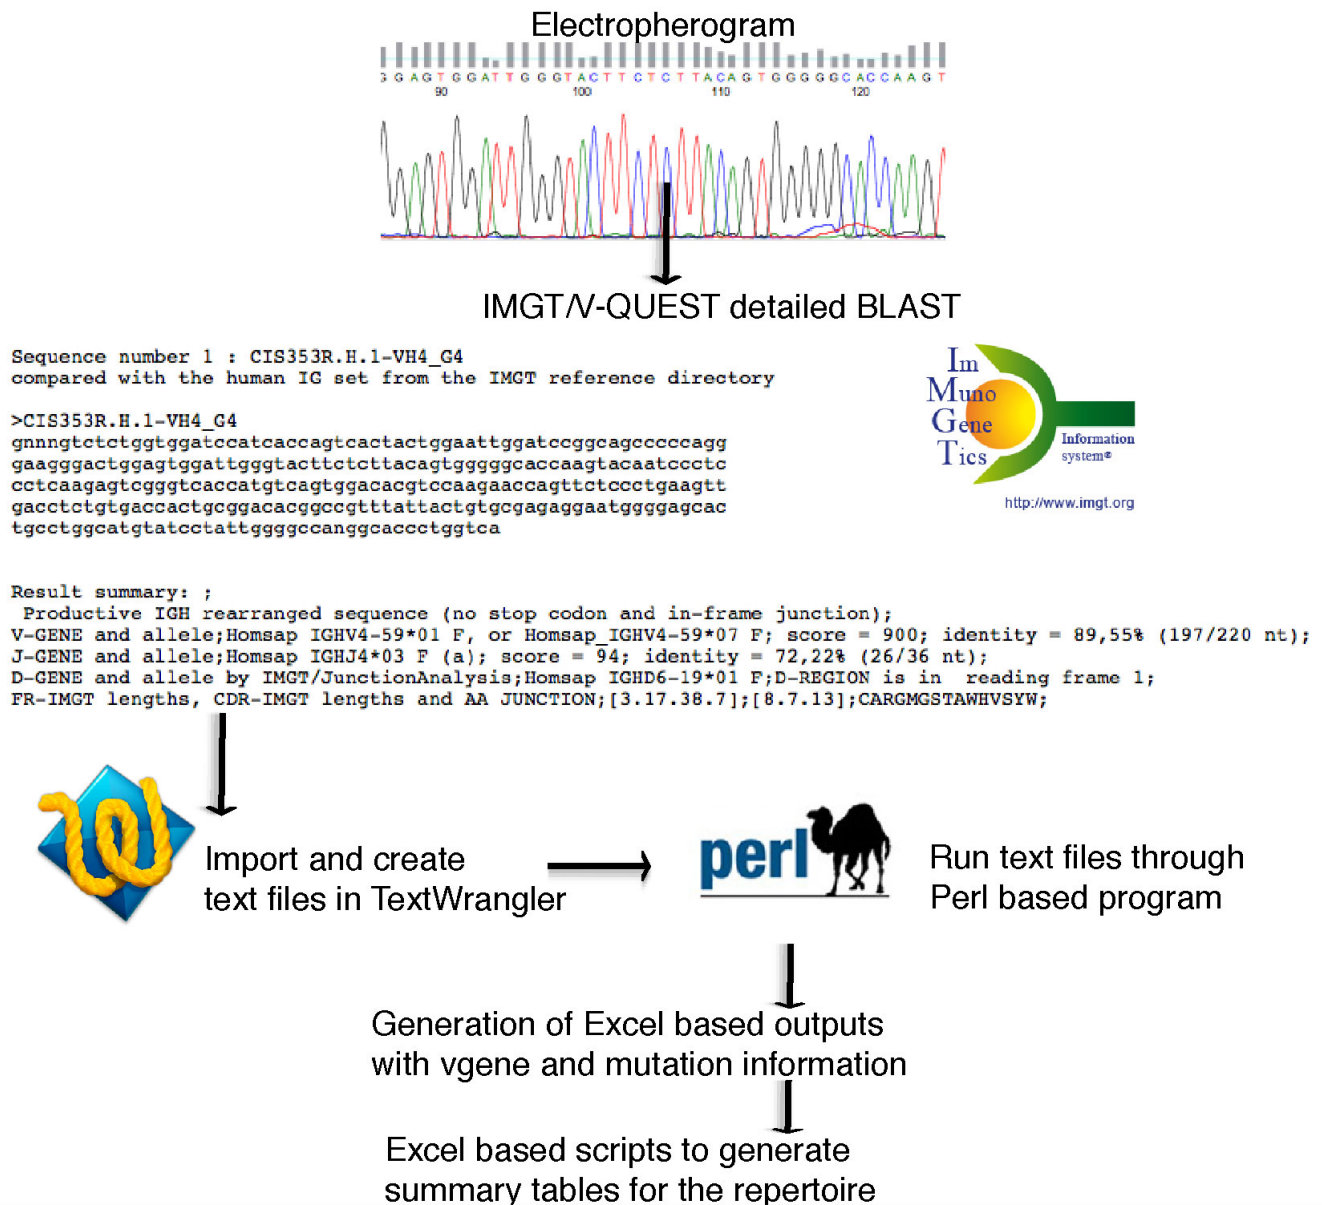 Electropherogram
G G A G T G G A T T G G G T A C T T C T C T T A C A G T G G G G G C A C C A A G T
90 100 110 120
IMGT/V-QUEST detailed BLAST
Sequence number 1 : CIS353R.H.1-VH4_G4
compared with the human IG set from the IMGT reference directory
>CIS353R.H.1-VH4_G4
gnnngtctctggtggatccatcaccagtcactactggaattggatccggcagcccccagg
gaagggactggagtggattgggtacttctcttacagtgggggcaccaagtacaatccctc
cctcaagagtcgggtcaccatgtcagtggacacgtccaagaaccagttctccctgaagtt
gacctctgtgaccactgcggacacggccgtttattactgtgcgagaggaatggggagcac
tgcctggcatgtatcctattggggccanggcaccctggtca
Im
Muno
Gene
Tics
Information
system®
http://www.imgt.org
Result summary: ;
Productive IGH rearranged sequence (no stop codon and in-frame junction);
V-GENE and allele;Homsap IGHV4-59*01 F, or Homsap_IGHV4-59*07 F; score = 900; identity = 89,55% (197/220 nt);
J-GENE and allele;Homsap IGHJ4*03 F (a); score = 94; identity = 72,22% (26/36 nt);
D-GENE and allele by IMGT/JunctionAnalysis;Homsap IGHD6-19*01 F;D-REGION is in reading frame 1;
FR-IMGT lengths, CDR-IMGT lengths and AA JUNCTION;[3.17.38.7];[8.7.13];CARGMGSTAWHVSYW;
Import and create
text files in TextWrangler
perl
Run text files through
Perl based program
Generation of Excel based outputs
with vgene and mutation information
Excel based scripts to generate
summary tables for the repertoire